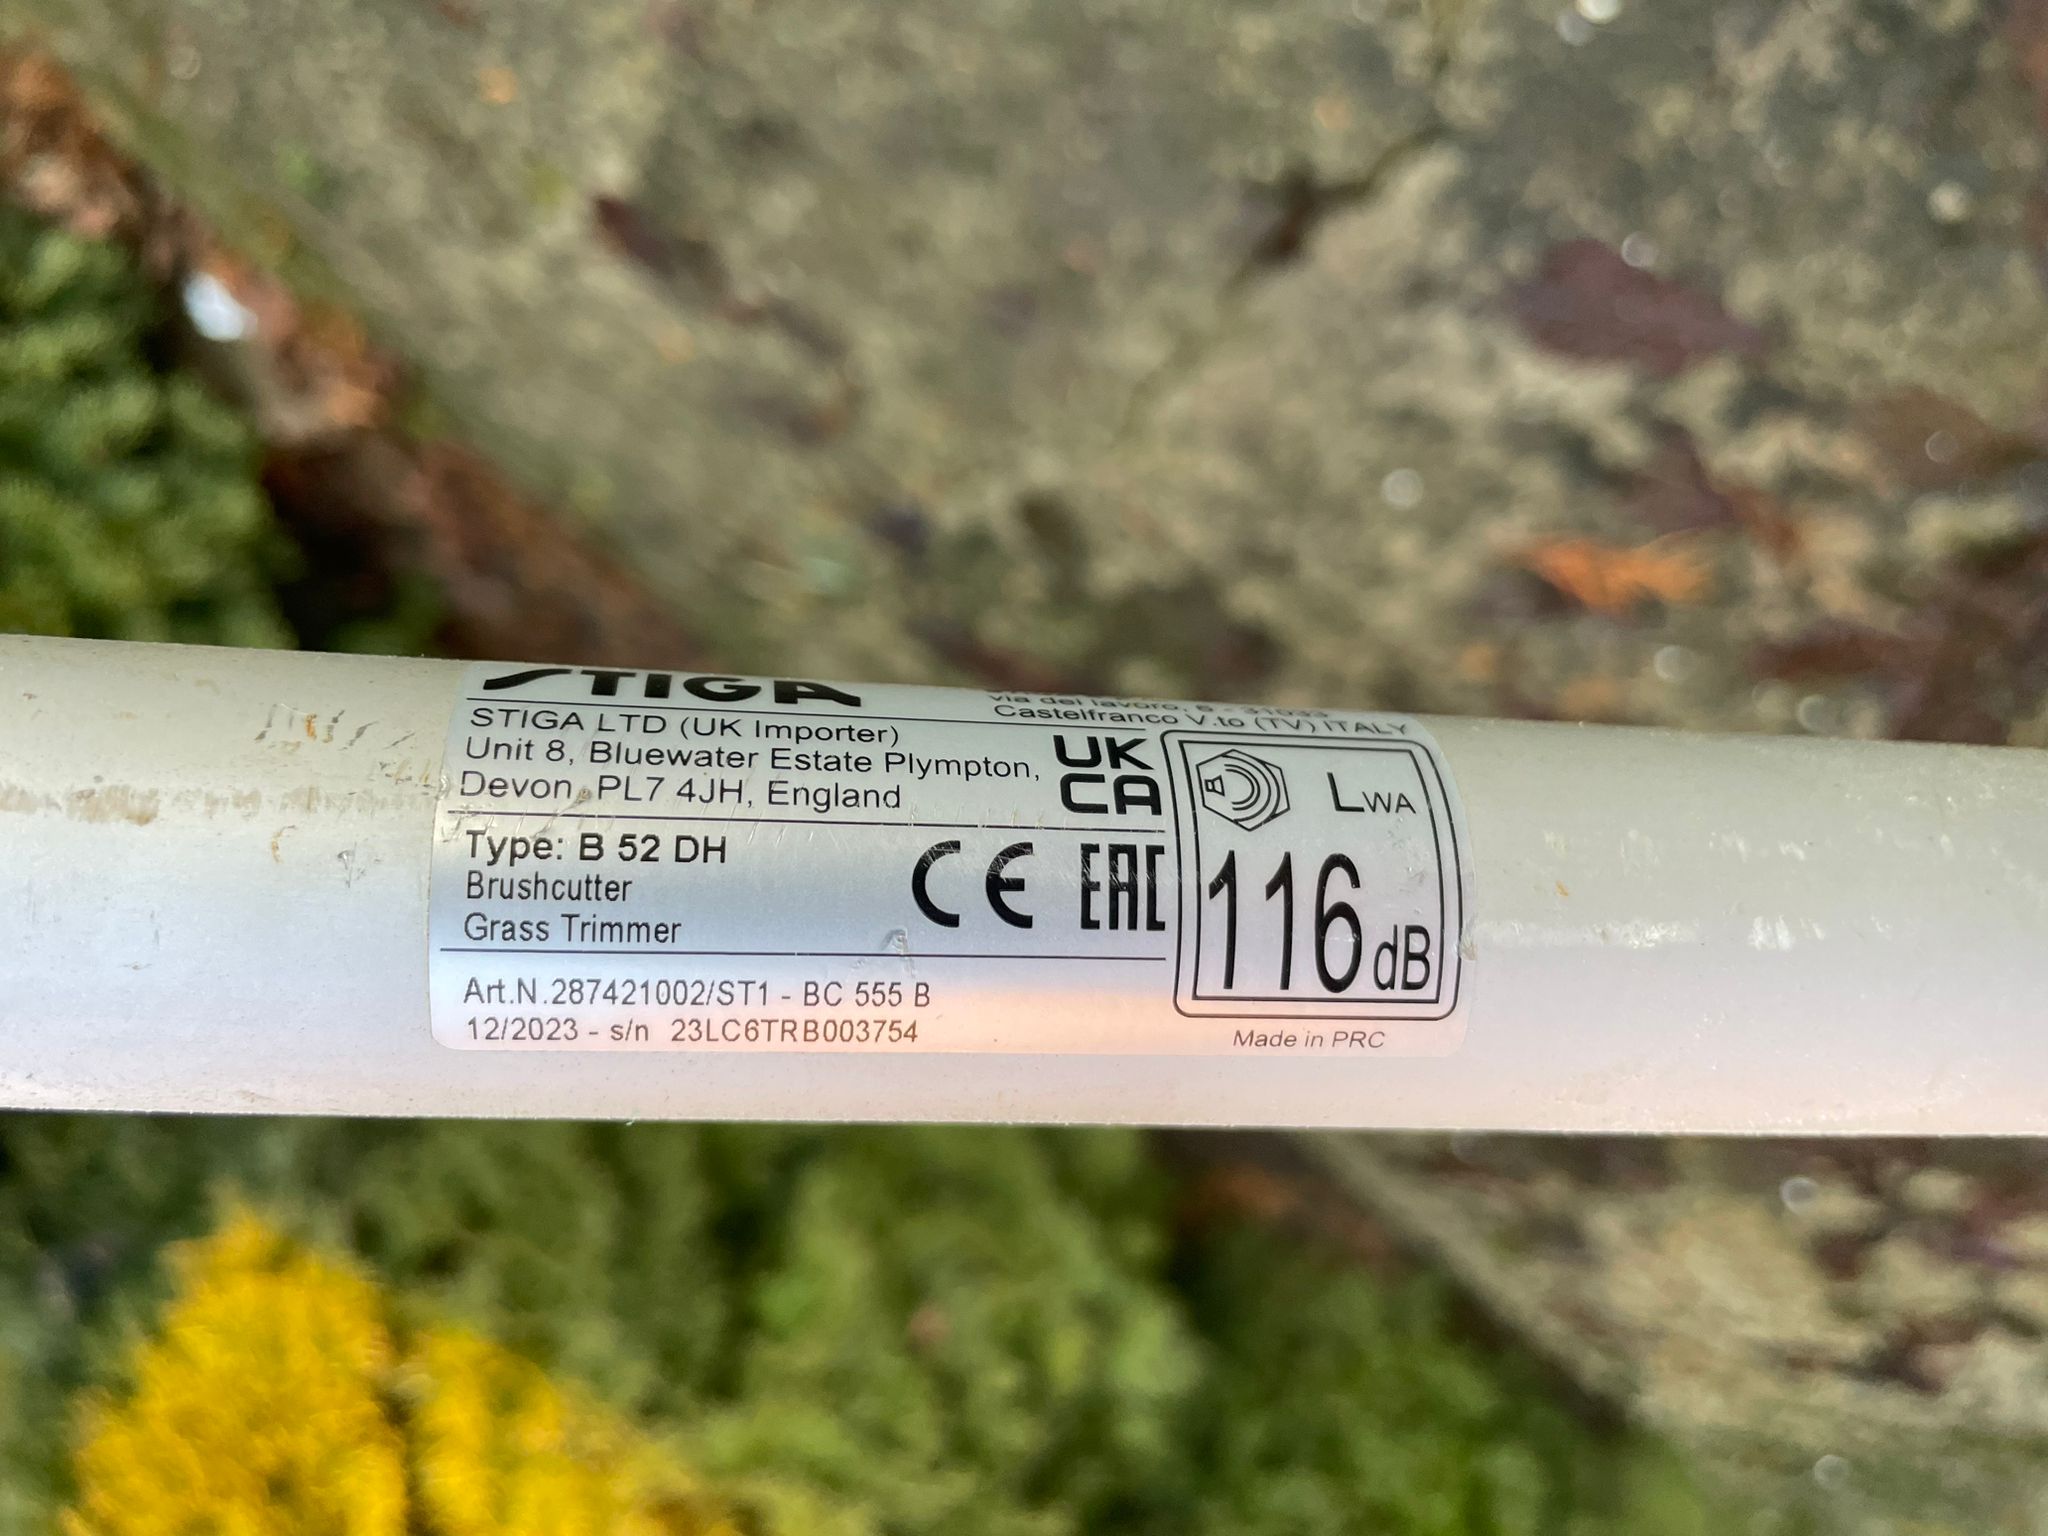 STIGA
via del lavoro, 6 - 31033
Castelfranco V.to (TV) ITALY
STIGA LTD (UK Importer)
Unit 8, Bluewater Estate Plympton,
Devon, PL7 4JH, England
UK
CA
Type: B 52 DH
Brushcutter
Grass Trimmer
CE EAC
LWA
116 dB
Art.N.287421002/ST1 - BC 555 B
12/2023 - s/n 23LC6TRB003754
Made in PRC